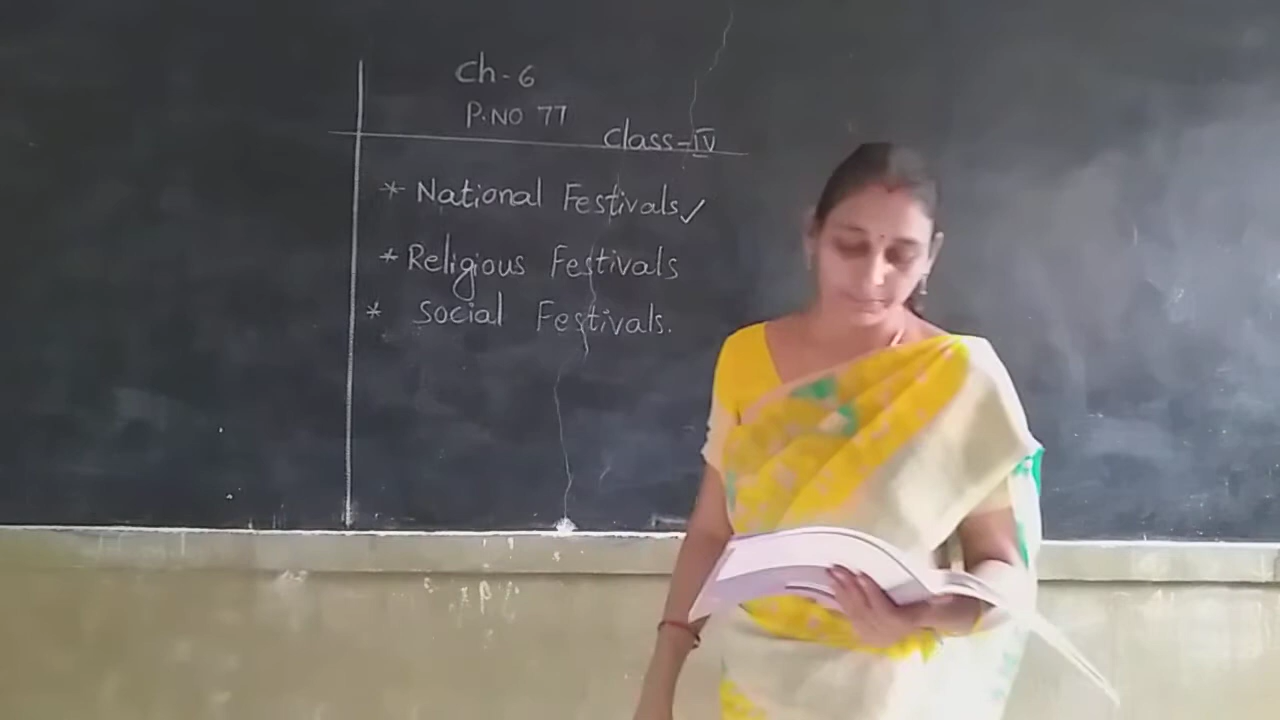 Ch-6
P.NO 77
Class-IV
* National Festivals ✓
* Religious Festivals
* Social Festivals.